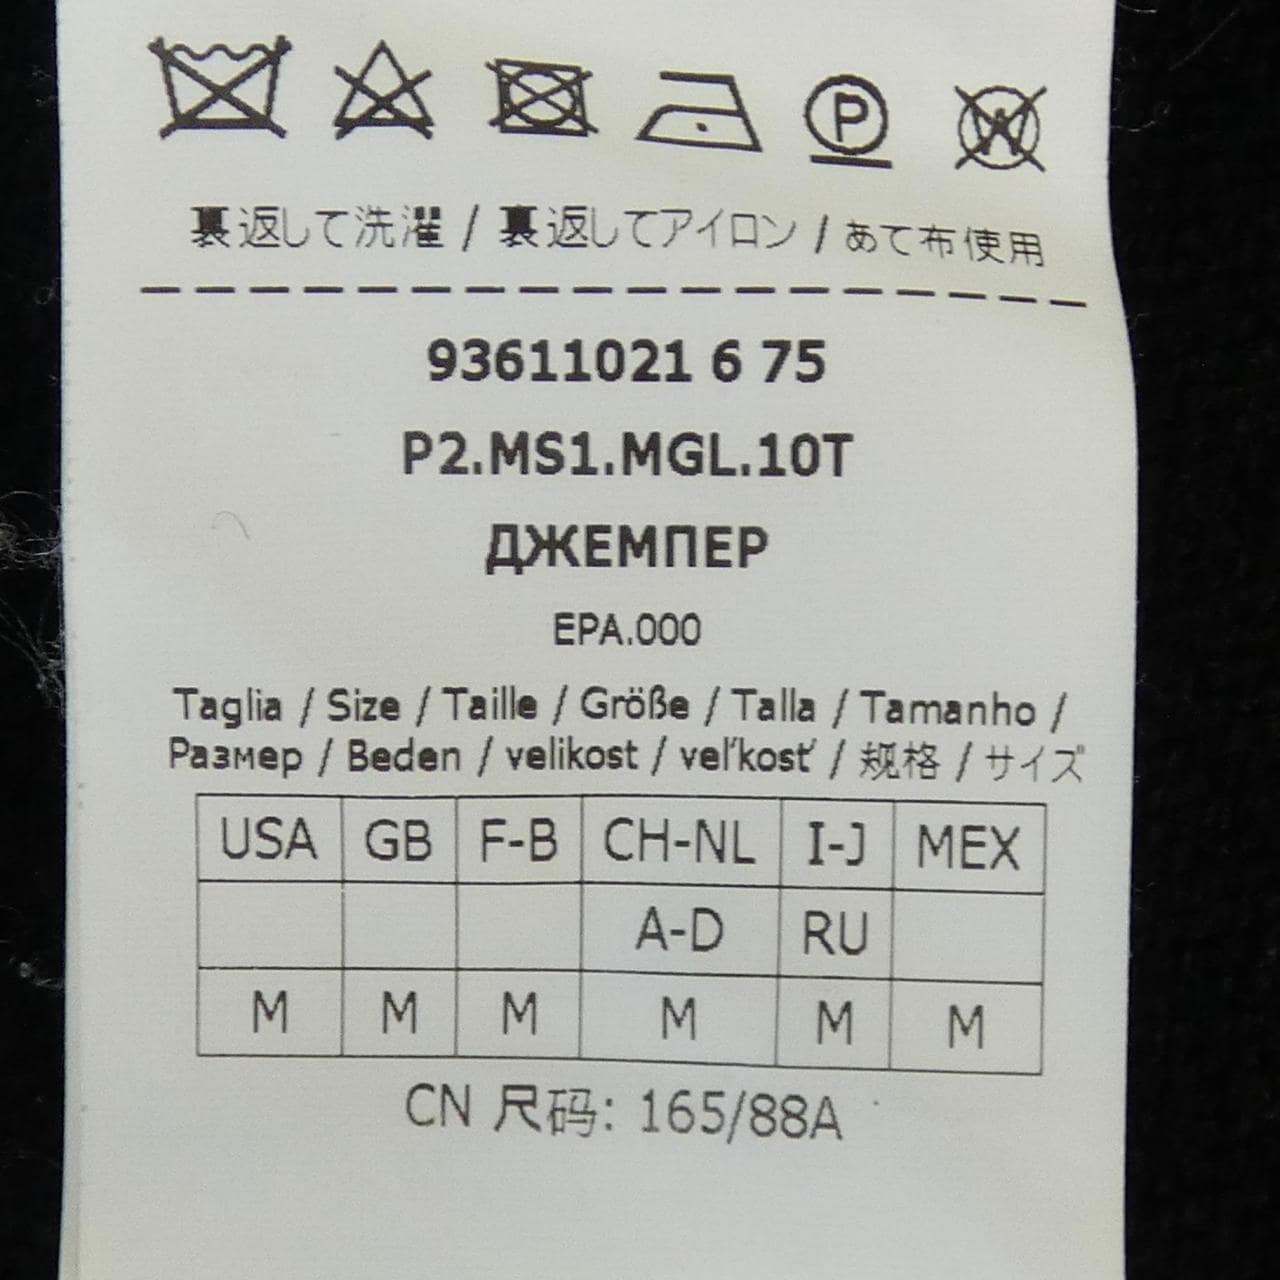 P
W
裏返して洗濯 / 裏返してアイロン / あて布使用
93611021 6 75
P2.MS1.MGL.10T
ДЖЕМПЕР
EPA.000
Taglia / Size / Taille / Größe / Talla / Tamanho /
Размер / Beden / velikost / veľkosť / 规格 / サイズ
USA GB F-B CH-NL I-J MEX
A-D RU
M M M M M M
CN 尺码: 165/88A